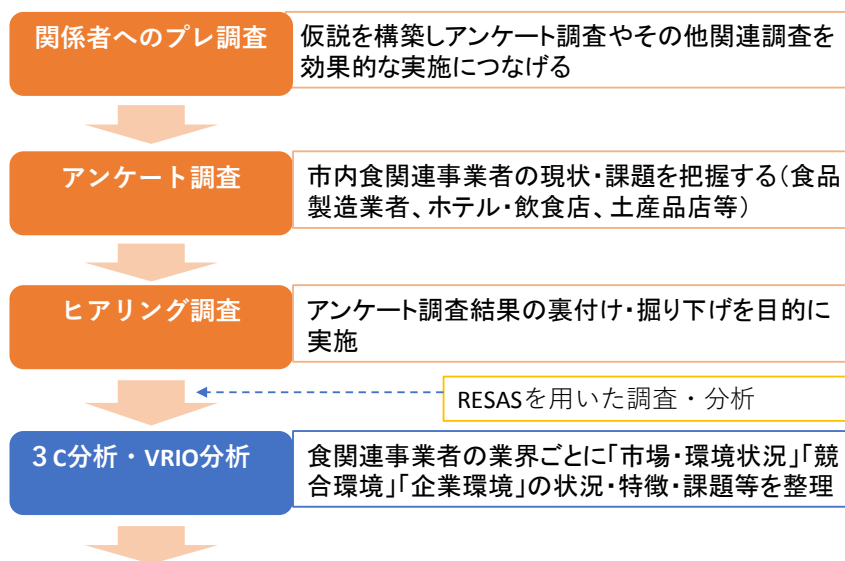 関係者へのプレ調査
仮説を構築しアンケート調査やその他関連調査を
効果的な実施につなげる
アンケート調査
市内食関連事業者の現状・課題を把握する(食品
製造業者、ホテル・飲食店、土産品店等)
ヒアリング調査
アンケート調査結果の裏付け・掘り下げを目的に
実施
RESASを用いた調査・分析
３C分析・VRIO分析
食関連事業者の業界ごとに「市場・環境状況」「競
合環境」「企業環境」の状況・特徴・課題等を整理